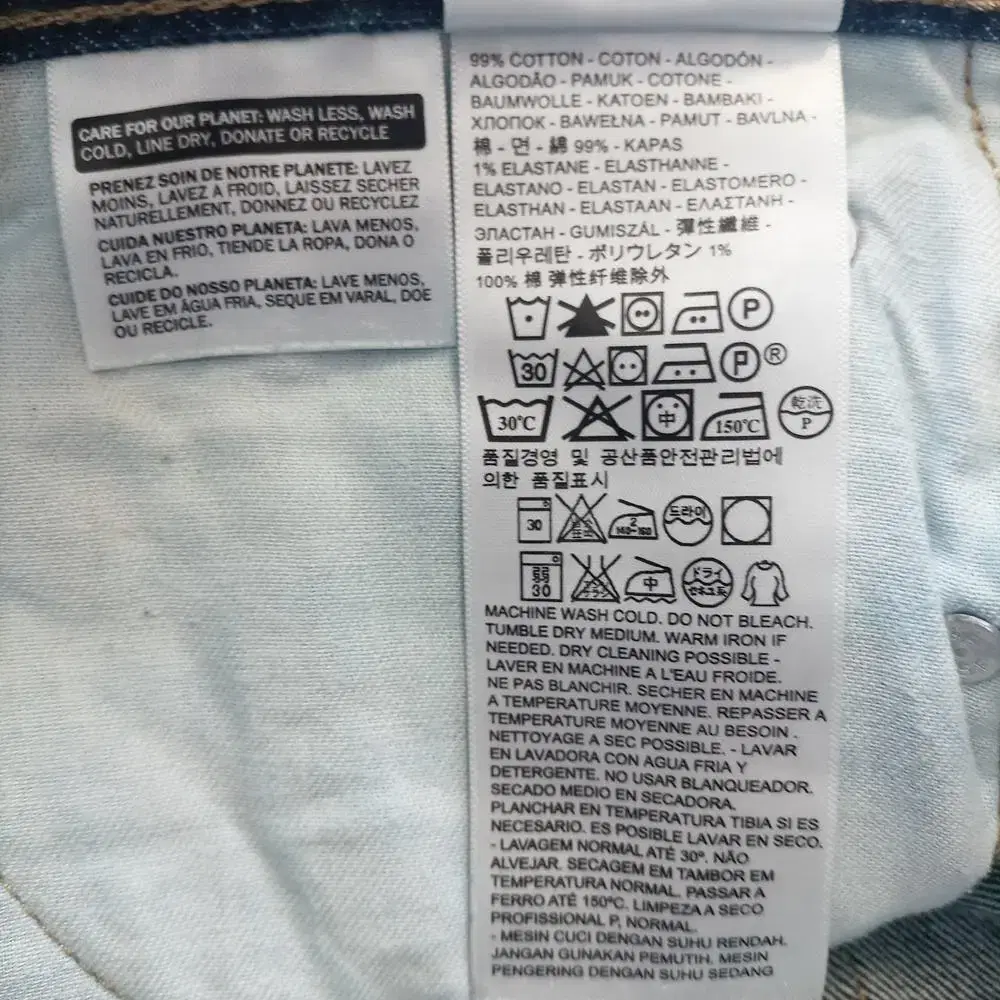 CARE FOR OUR PLANET: WASH LESS, WASH
COLD, LINE DRY, DONATE OR RECYCLE
PRENEZ SOIN DE NOTRE PLANETE: LAVEZ
MOINS, LAVEZ A FROID, LAISSEZ SECHER
NATURELLEMENT, DONNEZ OU RECYCLEZ
CUIDA NUESTRO PLANETA: LAVA MENOS,
LAVA EN FRIO, TIENDE LA ROPA, DONA O
RECICLA.
CUIDE DO NOSSO PLANETA: LAVE MENOS,
LAVE EM ÁGUA FRIA, SEQUE EM VARAL, DOE
OU RECICLE.
99% COTTON - COTON - ALGODÓN -
ALGODÃO - PAMUK - COTONE -
BAUMWOLLE - KATOEN - BAMBAKI -
ХЛОПОК - BAWEŁNA - PAMUT - BAVLNA -
棉 - 면 - 綿 99% - KAPAS
1% ELASTANE - ELASTHANNE -
ELASTANO - ELASTAN - ELASTOMERO -
ELASTHAN - ELASTAAN - ΕΛΑΣΤΑΝΗ -
ЭЛАСТАН - GUMISZÁL - 彈性纖維 -
폴리우레탄 - ポリウレタン 1%
100% 棉 弹性纤维除外
P
30 P ®
30°C 中 150°C 乾洗 P
품질경영 및 공산품안전관리법에
의한 품질표시
30 2 140~160 드라이
弱 30 中 ドライ
MACHINE WASH COLD. DO NOT BLEACH.
TUMBLE DRY MEDIUM. WARM IRON IF
NEEDED. DRY CLEANING POSSIBLE -
LAVER EN MACHINE A L'EAU FROIDE.
NE PAS BLANCHIR. SECHER EN MACHINE
A TEMPERATURE MOYENNE. REPASSER A
TEMPERATURE MOYENNE AU BESOIN .
NETTOYAGE A SEC POSSIBLE. - LAVAR
EN LAVADORA CON AGUA FRIA Y
DETERGENTE. NO USAR BLANQUEADOR.
SECADO MEDIO EN SECADORA.
PLANCHAR EN TEMPERATURA TIBIA SI ES
NECESARIO. ES POSIBLE LAVAR EN SECO.
- LAVAGEM NORMAL ATÉ 30º. NÃO
ALVEJAR. SECAGEM EM TAMBOR EM
TEMPERATURA NORMAL. PASSAR A
FERRO ATÉ 150ºC. LIMPEZA A SECO
PROFISSIONAL P, NORMAL.
- MESIN CUCI DENGAN SUHU RENDAH.
JANGAN GUNAKAN PEMUTIH. MESIN
PENGERING DENGAN SUHU SEDANG